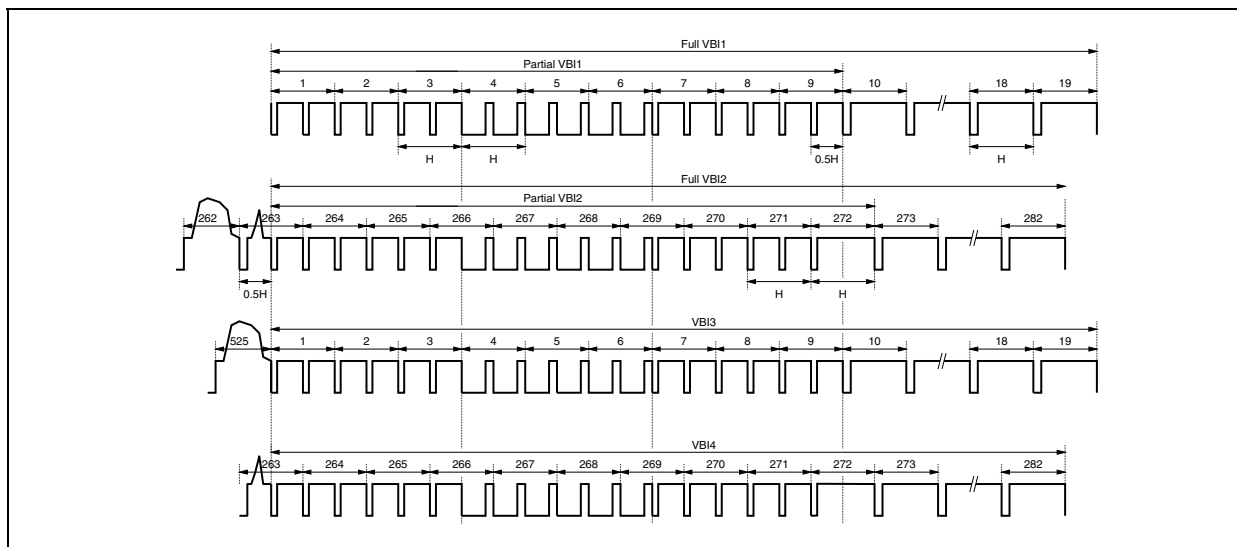 Full VBI1
Partial VBI1
1 2 3 4 5 6 7 8 9 10 18 19
H H 0.5H H
Full VBI2
Partial VBI2
262 263 264 265 266 267 268 269 270 271 272 273 282
0.5H H H
VBI3
525 1 2 3 4 5 6 7 8 9 10 18 19
VBI4
263 264 265 266 267 268 269 270 271 272 273 282